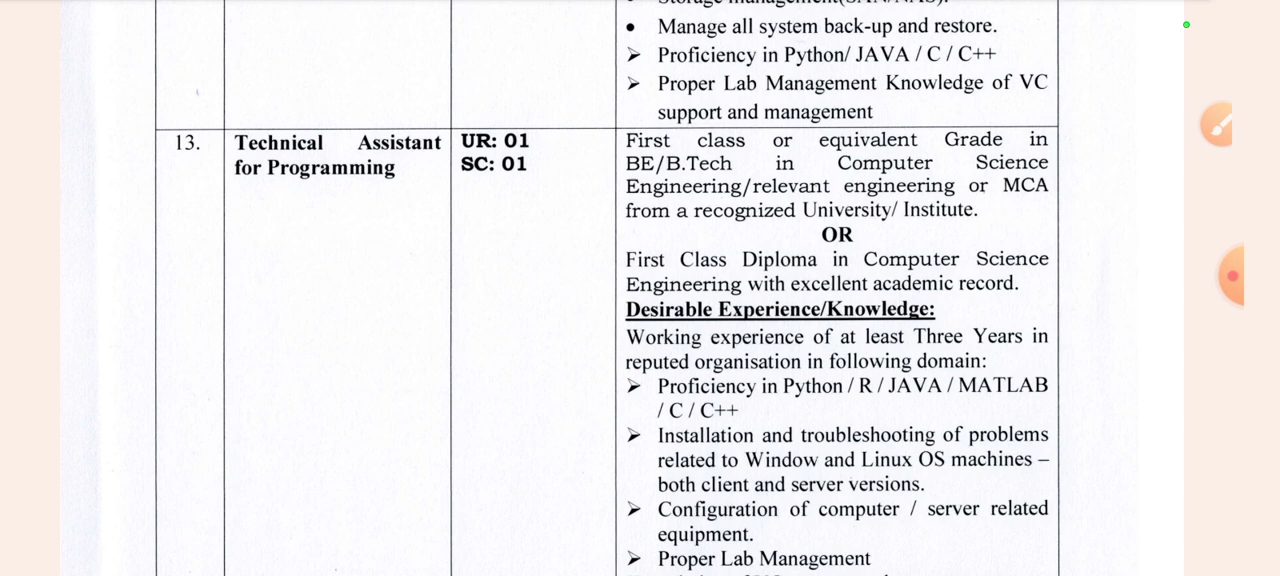 • Manage all system back-up and restore.
➤ Proficiency in Python/ JAVA / C / C++
➤ Proper Lab Management Knowledge of VC
support and management
13.
Technical Assistant
for Programming
UR: 01
SC: 01
First class or equivalent Grade in
BE/B.Tech in Computer Science
Engineering/relevant engineering or MCA
from a recognized University/ Institute.
OR
First Class Diploma in Computer Science
Engineering with excellent academic record.
Desirable Experience/Knowledge:
Working experience of at least Three Years in
reputed organisation in following domain:
➤ Proficiency in Python / R / JAVA / MATLAB
/ C / C++
➤ Installation and troubleshooting of problems
related to Window and Linux OS machines –
both client and server versions.
➤ Configuration of computer / server related
equipment.
➤ Proper Lab Management